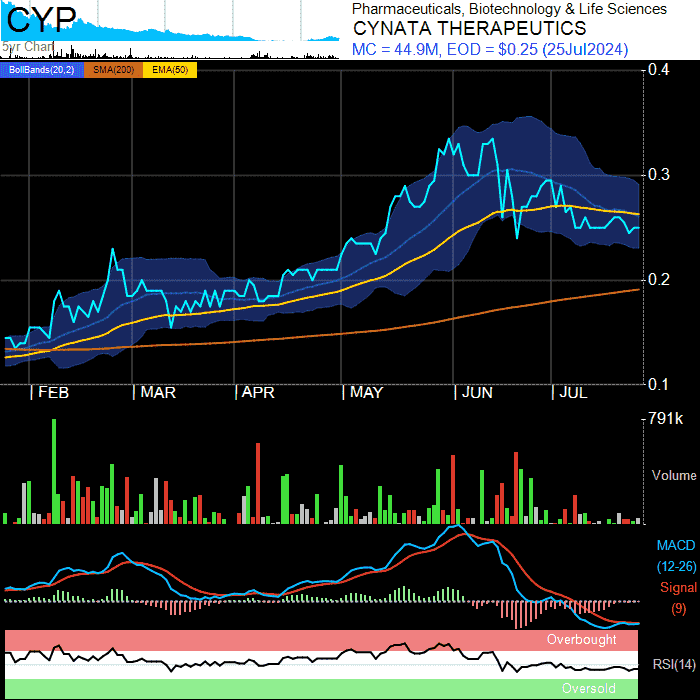 CYP
5yr Chart
Pharmaceuticals, Biotechnology & Life Sciences
CYNATA THERAPEUTICS
MC = 44.9M, EOD = $0.25 (25Jul2024)
BollBands(20,2) SMA(200) EMA(50)
0.4
0.3
0.2
0.1
| FEB | MAR | APR | MAY | JUN | JUL
791k
Volume
MACD
(12-26)
Signal
(9)
Overbought
RSI(14)
Oversold